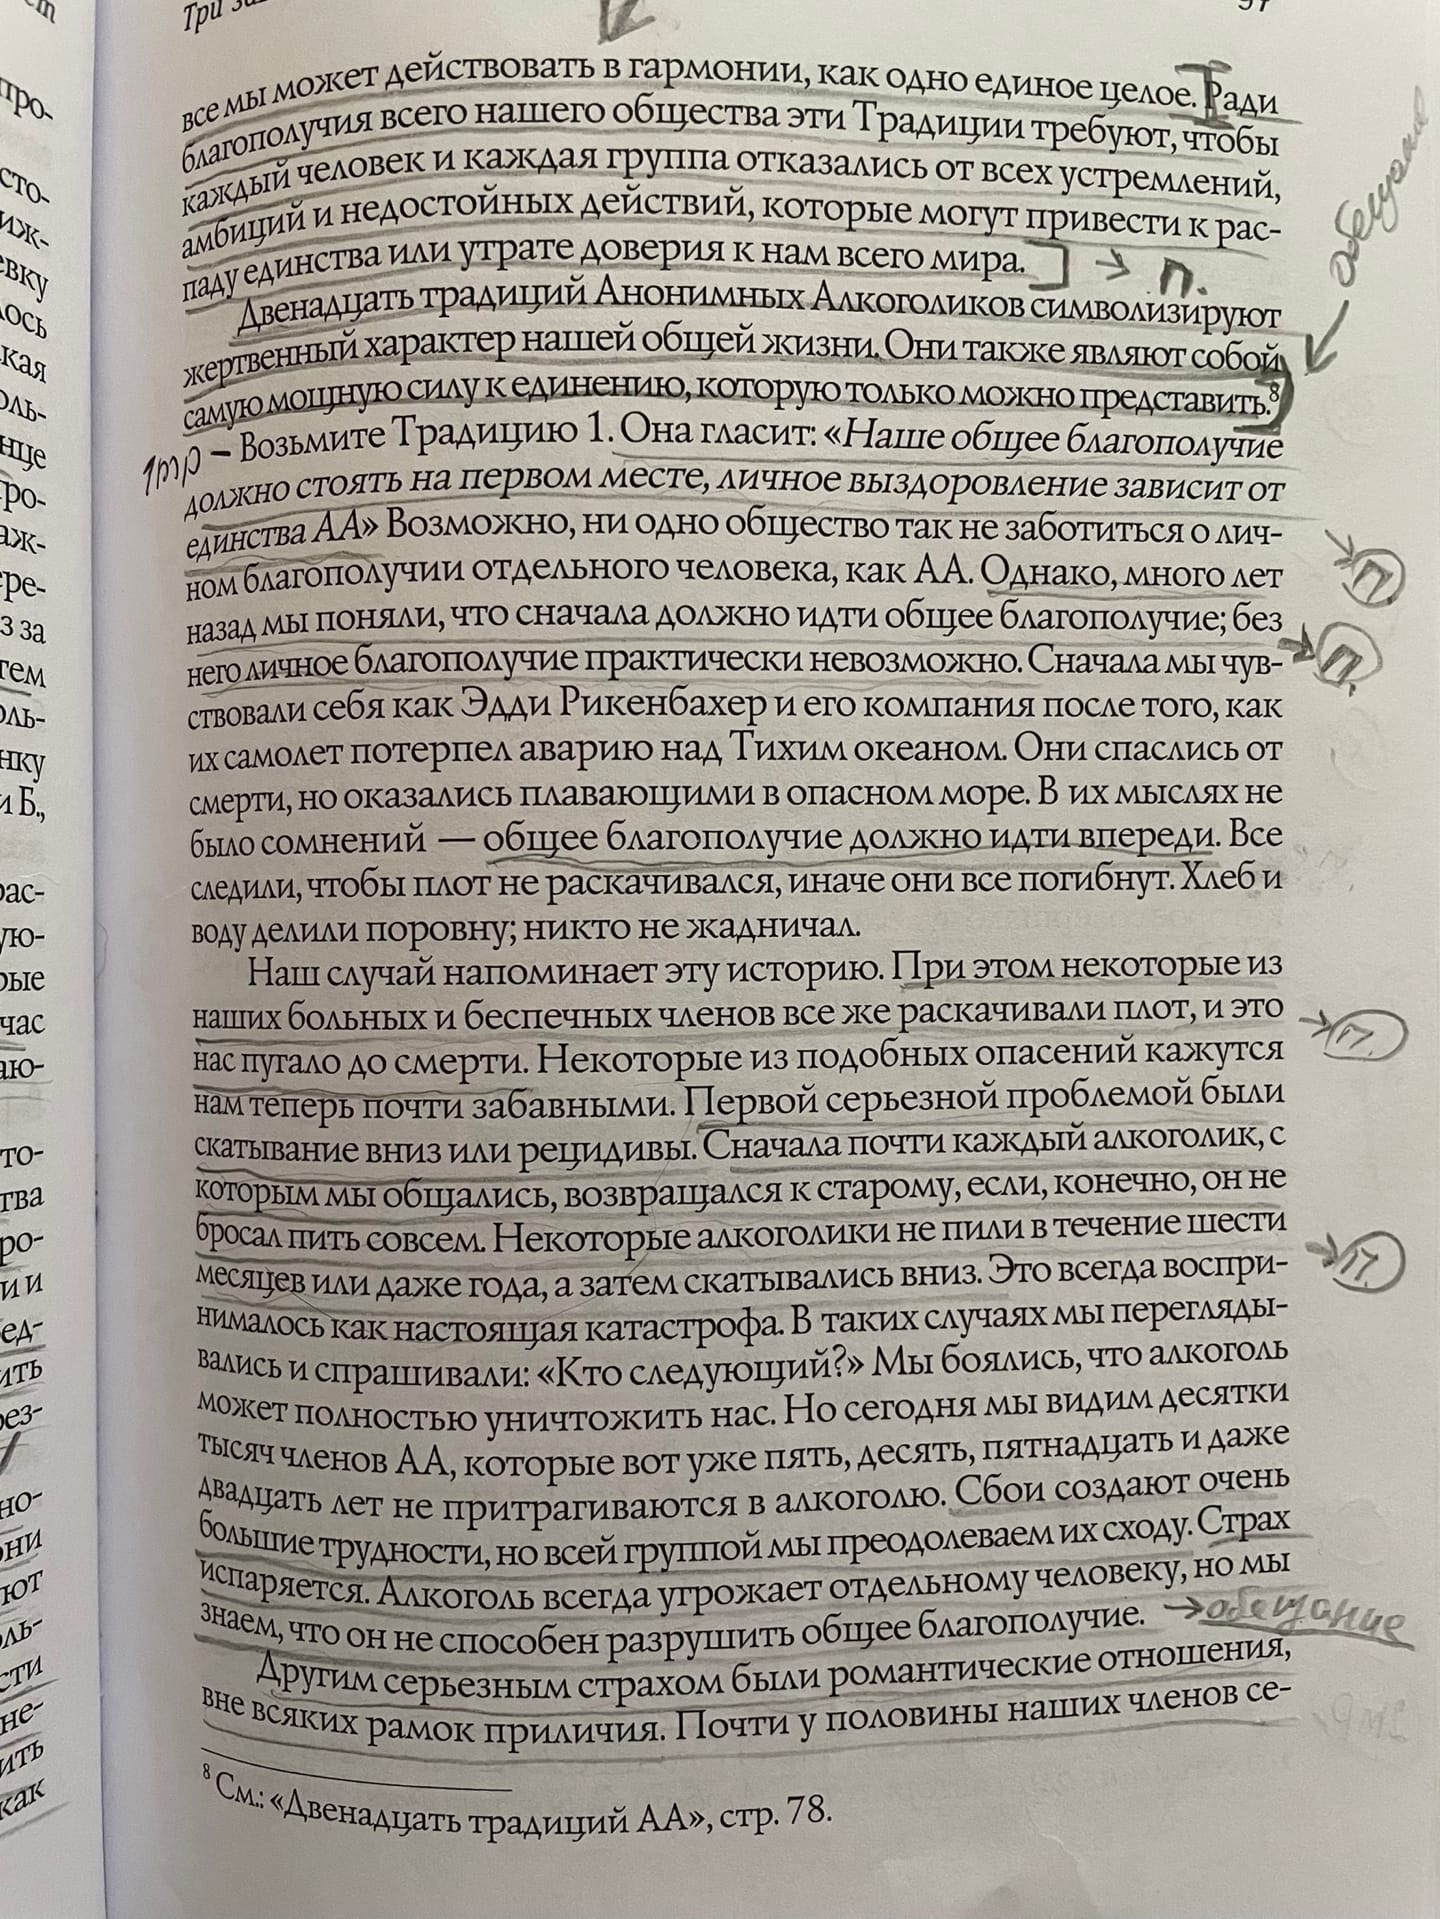 Три за
97
все мы может действовать в гармонии, как одно единое целое. Ради
благополучия всего нашего общества эти Традиции требуют, чтобы
каждый человек и каждая группа отказались от всех устремлений,
амбиций и недостойных действий, которые могут привести к рас-
паду единства или утрате доверия к нам всего мира. ] → П.
обещание
Двенадцать традиций Анонимных Алкоголиков символизируют
жертвенный характер нашей общей жизни. Они также являют собой
самую мощную силу к единению, которую только можно представить.⁸
1тр – Возьмите Традицию 1. Она гласит: «Наше общее благополучие
должно стоять на первом месте, личное выздоровление зависит от
единства АА» Возможно, ни одно общество так не заботиться о лич-
ном благополучии отдельного человека, как АА. Однако, много лет
П.
назад мы поняли, что сначала должно идти общее благополучие; без
него личное благополучие практически невозможно. Сначала мы чув-
П.
ствовали себя как Эдди Рикенбахер и его компания после того, как
их самолет потерпел аварию над Тихим океаном. Они спаслись от
смерти, но оказались плавающими в опасном море. В их мыслях не
было сомнений — общее благополучие должно идти впереди. Все
следили, чтобы плот не раскачивался, иначе они все погибнут. Хлеб и
воду делили поровну; никто не жадничал.
Наш случай напоминает эту историю. При этом некоторые из
наших больных и беспечных членов все же раскачивали плот, и это
П.
нас пугало до смерти. Некоторые из подобных опасений кажутся
нам теперь почти забавными. Первой серьезной проблемой были
скатывание вниз или рецидивы. Сначала почти каждый алкоголик, с
которым мы общались, возвращался к старому, если, конечно, он не
бросал пить совсем. Некоторые алкоголики не пили в течение шести
П.
месяцев или даже года, а затем скатывались вниз. Это всегда воспри-
нималось как настоящая катастрофа. В таких случаях мы перегляды-
вались и спрашивали: «Кто следующий?» Мы боялись, что алкоголь
может полностью уничтожить нас. Но сегодня мы видим десятки
тысяч членов АА, которые вот уже пять, десять, пятнадцать и даже
двадцать лет не притрагиваются в алкоголю. Сбои создают очень
большие трудности, но всей группой мы преодолеваем их сходу. Страх
испаряется. Алкоголь всегда угрожает отдельному человеку, но мы
знаем, что он не способен разрушить общее благополучие. → обещание
Другим серьезным страхом были романтические отношения,
вне всяких рамок приличия. Почти у половины наших членов се-
⁸ См.: «Двенадцать традиций АА», стр. 78.